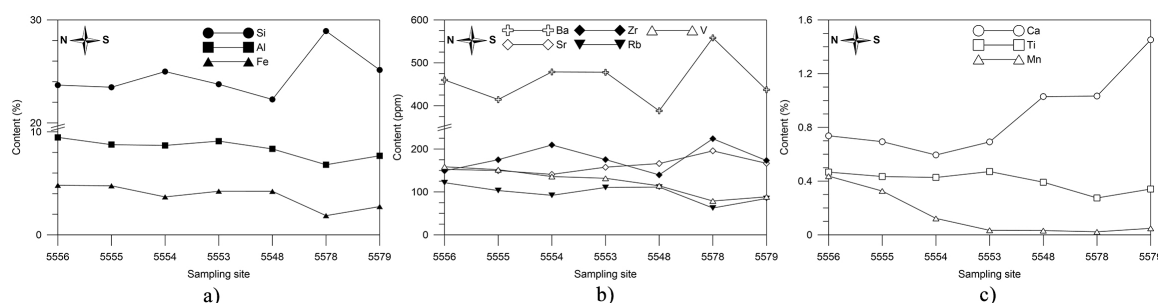 30%
20
10
0
Content (%)
N S
Si
Al
Fe
5556 5555 5554 5553 5548 5578 5579
Sampling site
a)
600
500
200
100
0
Content (ppm)
N S
Ba Zr V
Sr Rb
5556 5555 5554 5553 5548 5578 5579
Sampling site
b)
1.6
1.2
0.8
0.4
0
Content (%)
N S
Ca
Ti
Mn
5556 5555 5554 5553 5548 5578 5579
Sampling site
c)